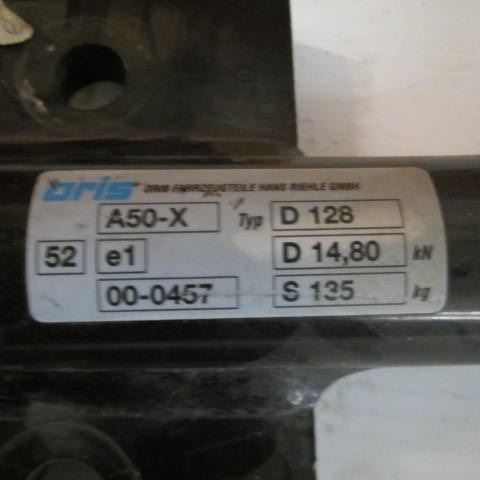 Oris ORIS FAHRZEUGTEILE HANS RIEHLE GMBH
A50-X Typ D 128
52 e1 D 14,80 kN
00-0457 S 135 kg